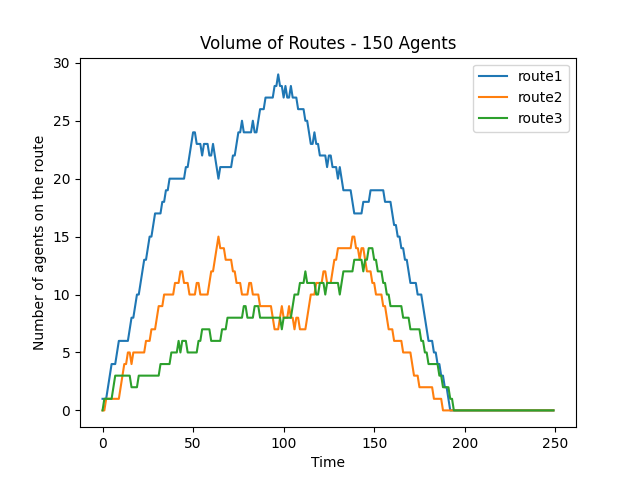 Volume of Routes - 150 Agents
30
25
20
15
10
5
0
Number of agents on the route
route1
route2
route3
0
50
100
150
200
250
Time